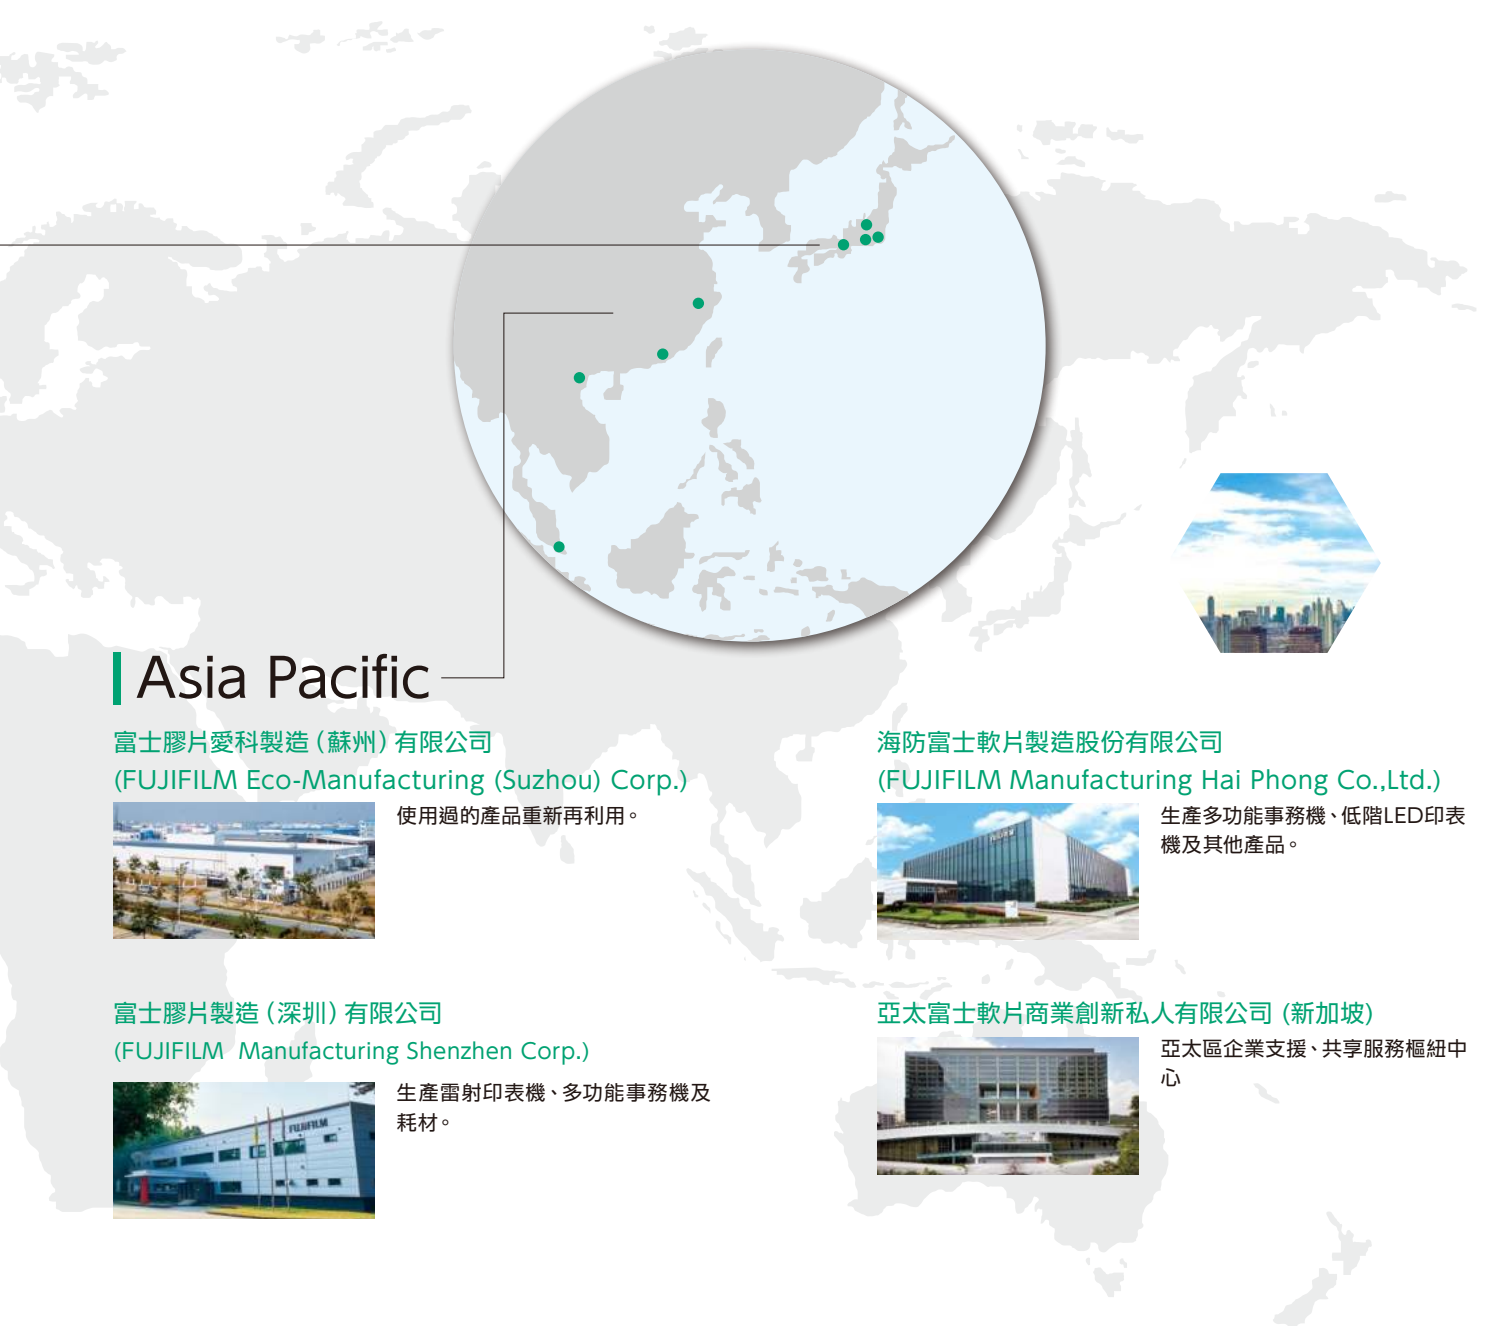 Asia Pacific
富士膠片愛科製造（蘇州）有限公司
(FUJIFILM Eco-Manufacturing (Suzhou) Corp.)
使用過的產品重新再利用。
富士膠片製造（深圳）有限公司
(FUJIFILM Manufacturing Shenzhen Corp.)
FUJIFILM
生產雷射印表機、多功能事務機及
耗材。
海防富士軟片製造股份有限公司
(FUJIFILM Manufacturing Hai Phong Co.,Ltd.)
生產多功能事務機、低階LED印表
機及其他產品。
亞太富士軟片商業創新私人有限公司 (新加坡)
亞太區企業支援、共享服務樞紐中
心